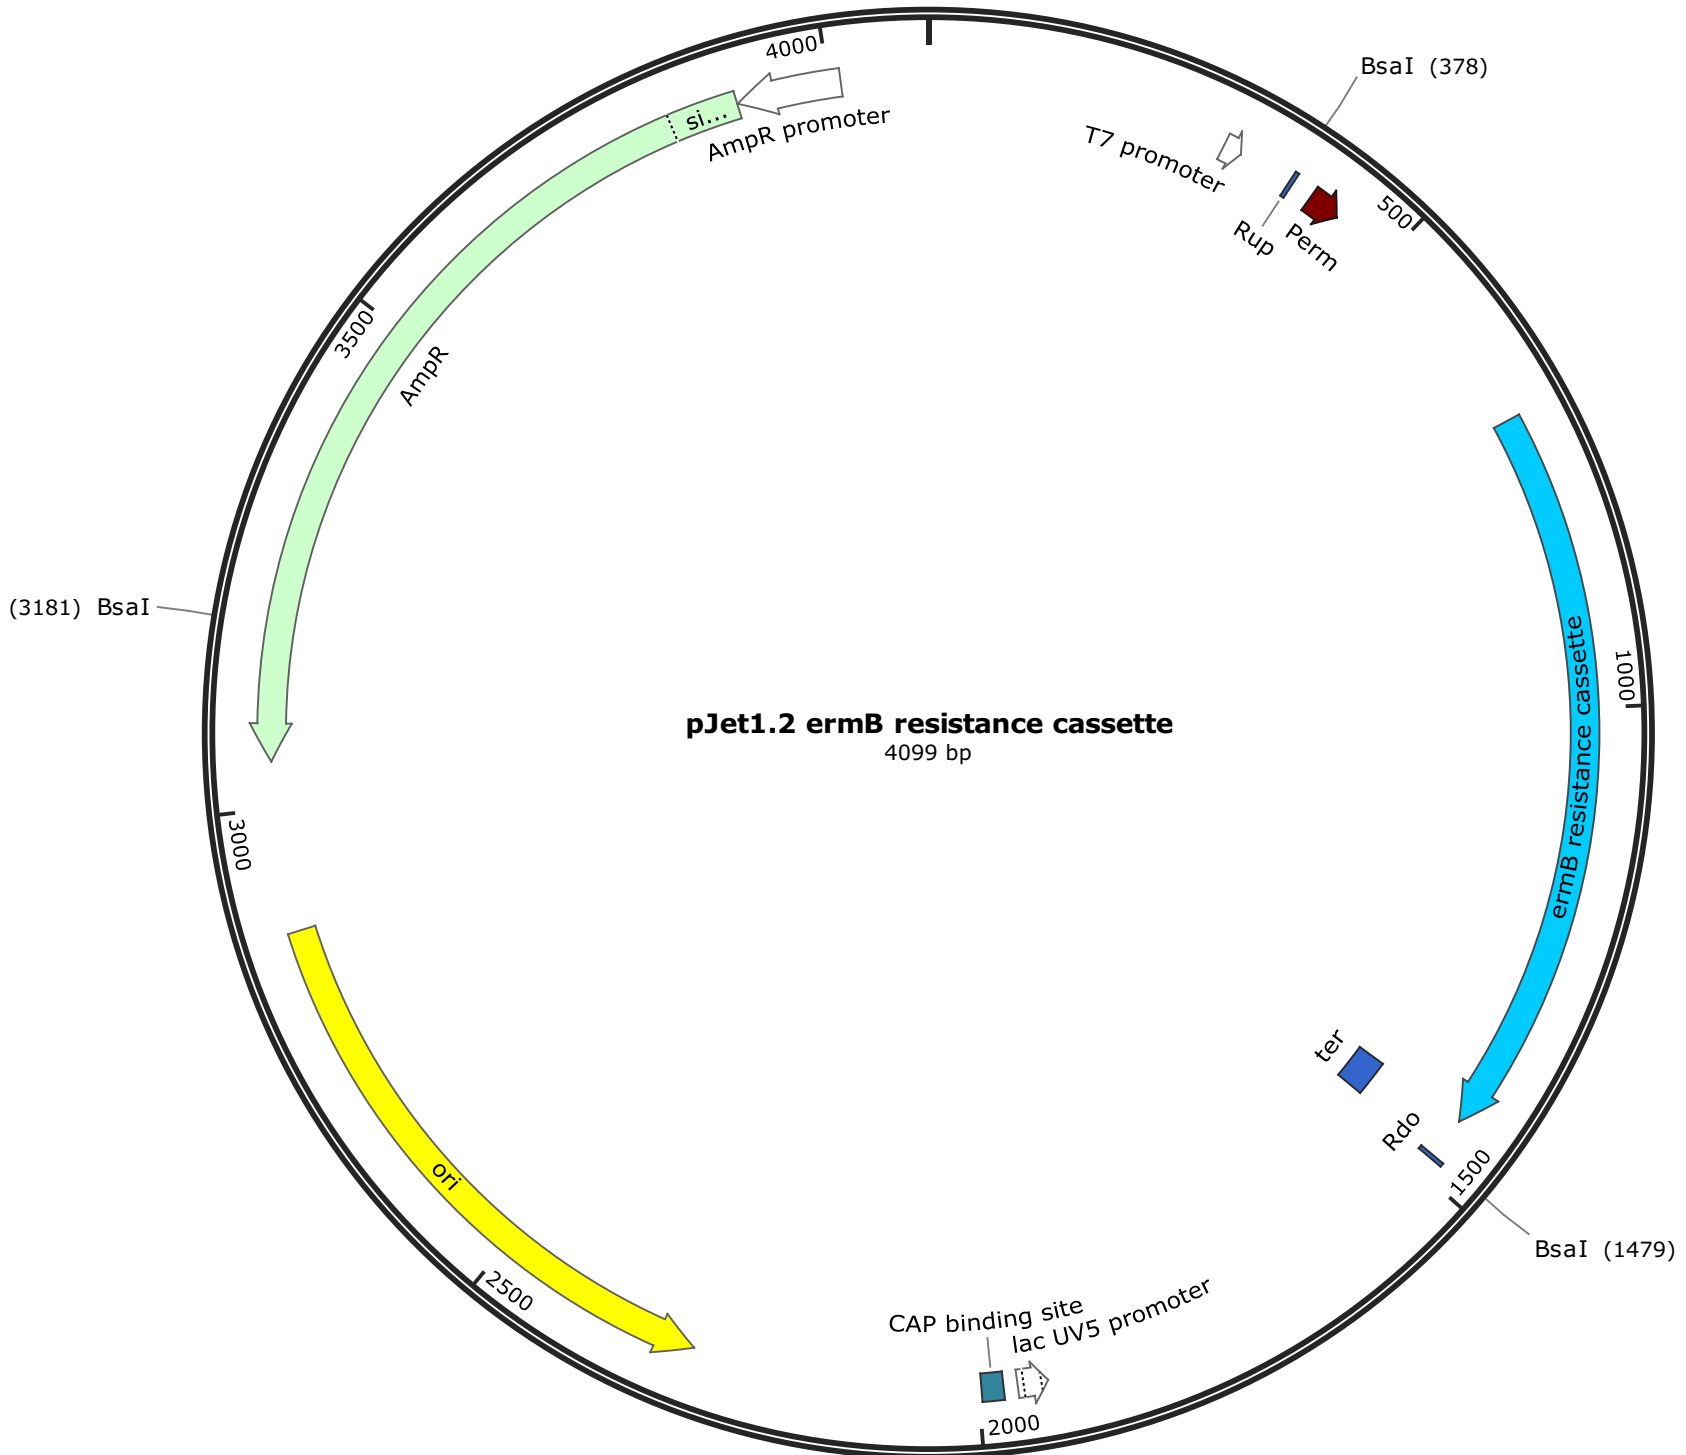 4000
BsaI (378)
si...
AmpR promoter
T7 promoter
Rup
Perm
500
3500
AmpR
(3181) BsaI
1000
ermB resistance cassette
pJet1.2 ermB resistance cassette
4099 bp
3000
ter
Rdo
1500
BsaI (1479)
ori
2500
CAP binding site
lac UV5 promoter
2000